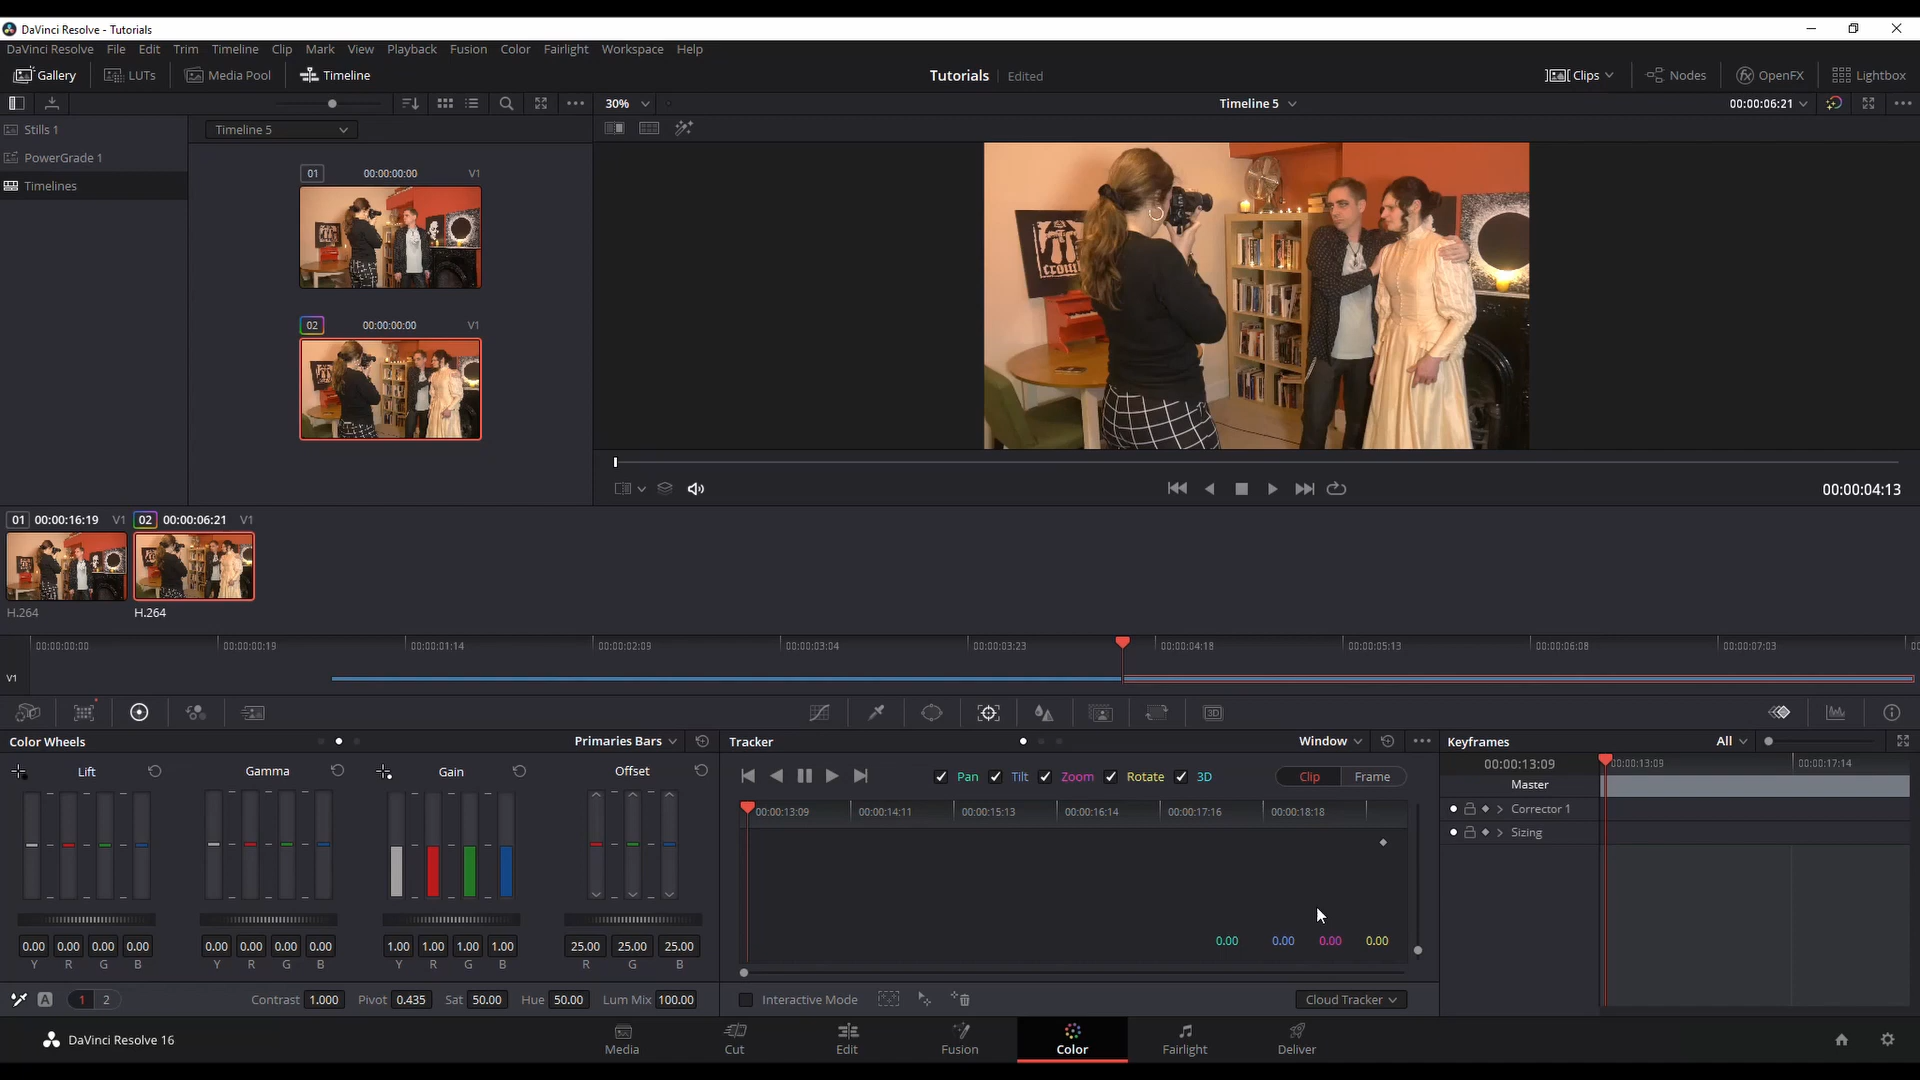 DaVinci Resolve - Tutorials
DaVinci Resolve File Edit Trim Timeline Clip Mark View Playback Fusion Color Fairlight Workspace Help
Gallery LUTs Media Pool Timeline Tutorials Edited Clips Nodes OpenFX Lightbox
30% Timeline 5 00:00:06:21
Stills 1
PowerGrade 1
Timelines
Timeline 5
01 00:00:00:00 V1
02 00:00:00:00 V1
00:00:04:13
01 00:00:16:19 V1 02 00:00:06:21 V1
H.264 H.264
00:00:00:00 00:00:00:19 00:00:01:14 00:00:02:09 00:00:03:04 00:00:03:23 00:00:04:18 00:00:05:13 00:00:06:08 00:00:07:03
V1
3D
Color Wheels Primaries Bars Tracker Window Keyframes All
Lift Gamma Gain Offset
Pan Tilt Zoom Rotate 3D Clip Frame
00:00:13:09 00:00:13:09 00:00:17:14
Master
00:00:13:09 00:00:14:11 00:00:15:13 00:00:16:14 00:00:17:16 00:00:18:18
Corrector 1
Sizing
0.00 0.00 0.00 0.00
0.00 0.00 0.00 0.00 0.00 0.00 0.00 0.00 1.00 1.00 1.00 1.00 25.00 25.00 25.00
Y R G B Y R G B Y R G B R G B
A 1 2 Contrast 1.000 Pivot 0.435 Sat 50.00 Hue 50.00 Lum Mix 100.00 Interactive Mode Cloud Tracker
DaVinci Resolve 16 Media Cut Edit Fusion Color Fairlight Deliver